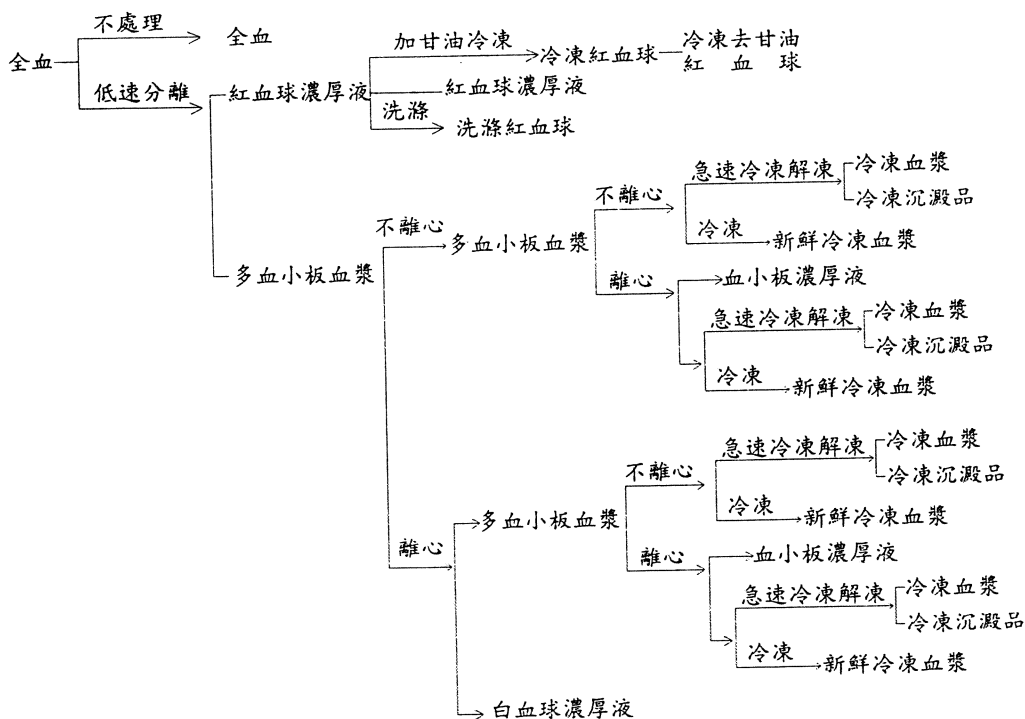 不處理
全血
全血
低速分離
紅血球濃厚液
加甘油冷凍
冷凍紅血球
冷凍去甘油
紅血球
紅血球濃厚液
洗滌
洗滌紅血球
多血小板血漿
不離心
多血小板血漿
不離心
急速冷凍解凍
冷凍血漿
冷凍沉澱品
冷凍
新鮮冷凍血漿
離心
血小板濃厚液
急速冷凍解凍
冷凍血漿
冷凍沉澱品
冷凍
新鮮冷凍血漿
離心
多血小板血漿
不離心
急速冷凍解凍
冷凍血漿
冷凍沉澱品
冷凍
新鮮冷凍血漿
離心
血小板濃厚液
急速冷凍解凍
冷凍血漿
冷凍沉澱品
冷凍
新鮮冷凍血漿
白血球濃厚液